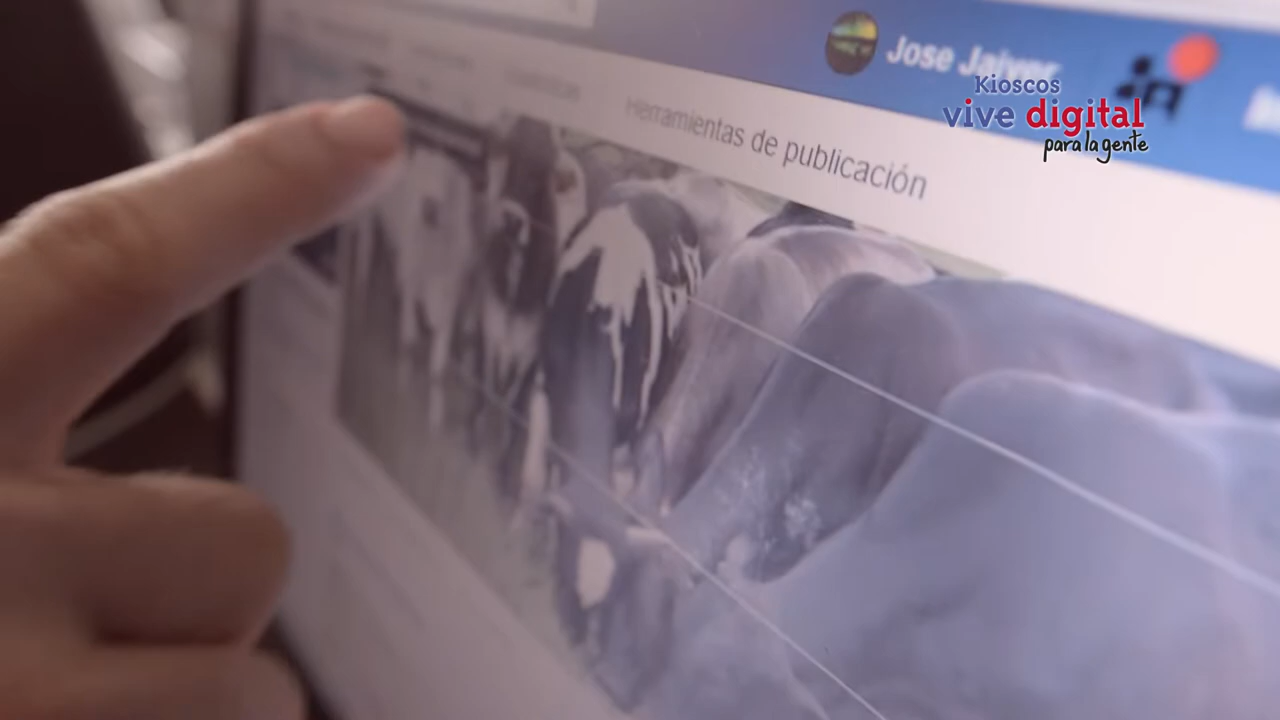 Jose Jaiver
Kioscos
vive digital
para la gente
Herramientas de publicación